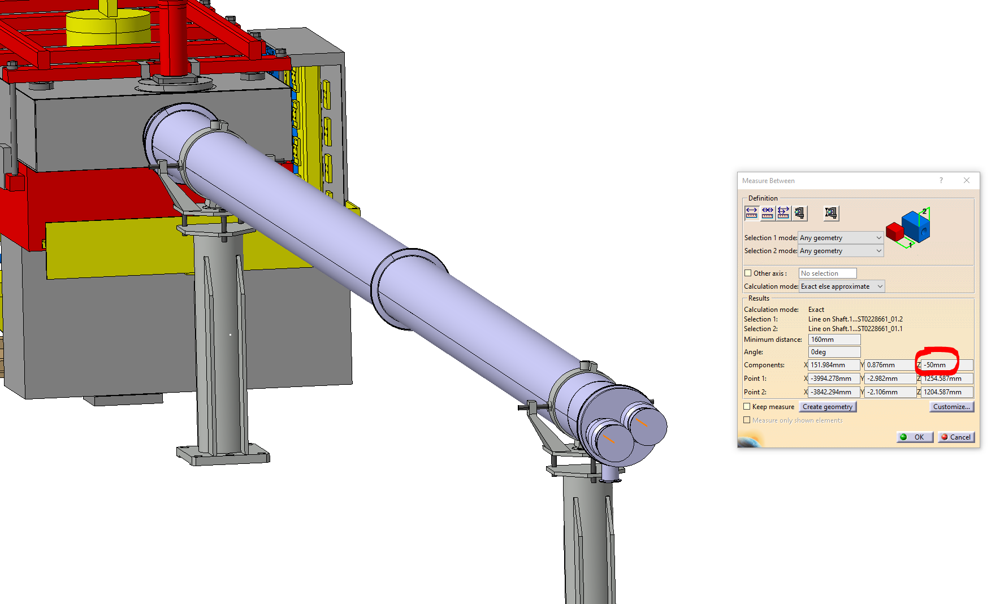 Measure Between ?
Definition
2
1
Selection 1 mode: Any geometry
Selection 2 mode: Any geometry
Other axis : No selection
Calculation mode: Exact else approximate
Results
Calculation mode: Exact
Selection 1: Line on Shaft.1...ST0228661_01.2
Selection 2: Line on Shaft.1...ST0228661_01.1
Minimum distance: 160mm
Angle: 0deg
Components: X 151.984mm Y 0.876mm Z -50mm
Point 1: X -3994.278mm Y -2.982mm Z 1254.587mm
Point 2: X -3842.294mm Y -2.106mm Z 1204.587mm
Keep measure Create geometry Customize...
Measure only shown elements
OK Cancel